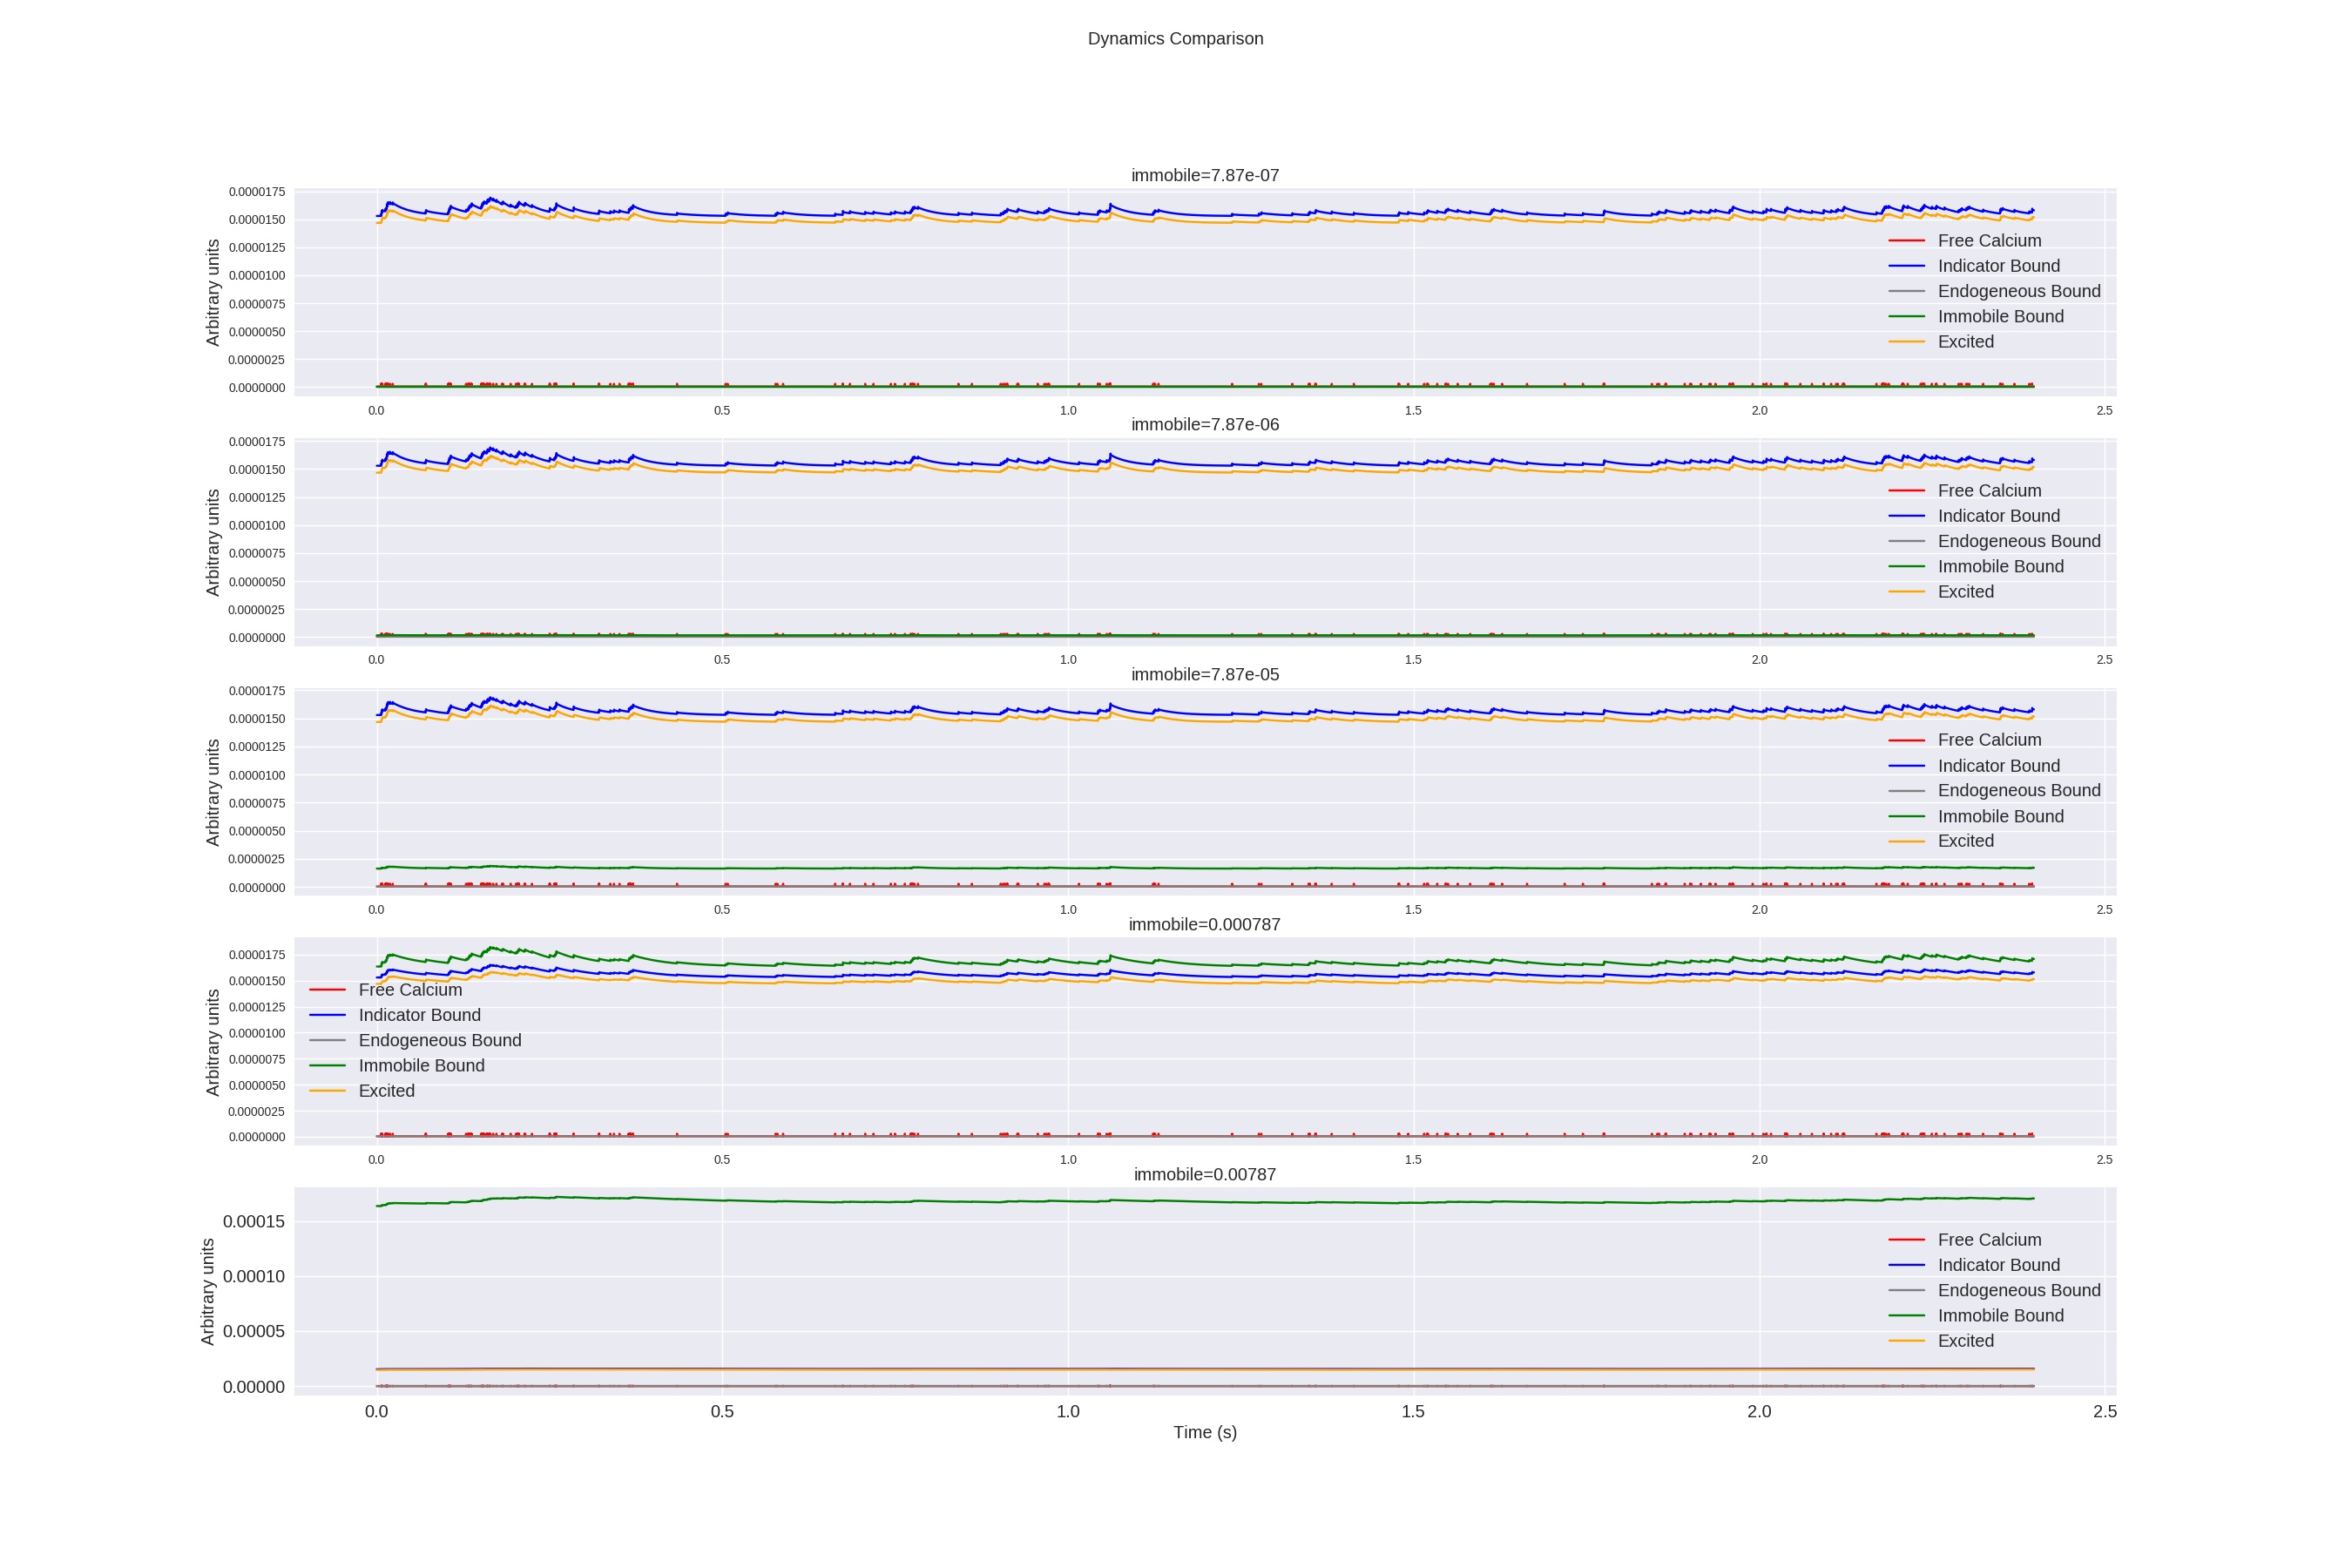 Dynamics Comparison
immobile=7.87e-07
0.0000175
0.0000150
0.0000125
0.0000100
0.0000075
0.0000050
0.0000025
0.0000000
Arbitrary units
Free Calcium
Indicator Bound
Endogeneous Bound
Immobile Bound
Excited
0.0 0.5 1.0 1.5 2.0 2.5
immobile=7.87e-06
0.0000175
0.0000150
0.0000125
0.0000100
0.0000075
0.0000050
0.0000025
0.0000000
Arbitrary units
Free Calcium
Indicator Bound
Endogeneous Bound
Immobile Bound
Excited
0.0 0.5 1.0 1.5 2.0 2.5
immobile=7.87e-05
0.0000175
0.0000150
0.0000125
0.0000100
0.0000075
0.0000050
0.0000025
0.0000000
Arbitrary units
Free Calcium
Indicator Bound
Endogeneous Bound
Immobile Bound
Excited
0.0 0.5 1.0 1.5 2.0 2.5
immobile=0.000787
0.0000175
0.0000150
0.0000125
0.0000100
0.0000075
0.0000050
0.0000025
0.0000000
Arbitrary units
Free Calcium
Indicator Bound
Endogeneous Bound
Immobile Bound
Excited
0.0 0.5 1.0 1.5 2.0 2.5
immobile=0.00787
0.00015
0.00010
0.00005
0.00000
Arbitrary units
Free Calcium
Indicator Bound
Endogeneous Bound
Immobile Bound
Excited
0.0 0.5 1.0 1.5 2.0 2.5
Time (s)